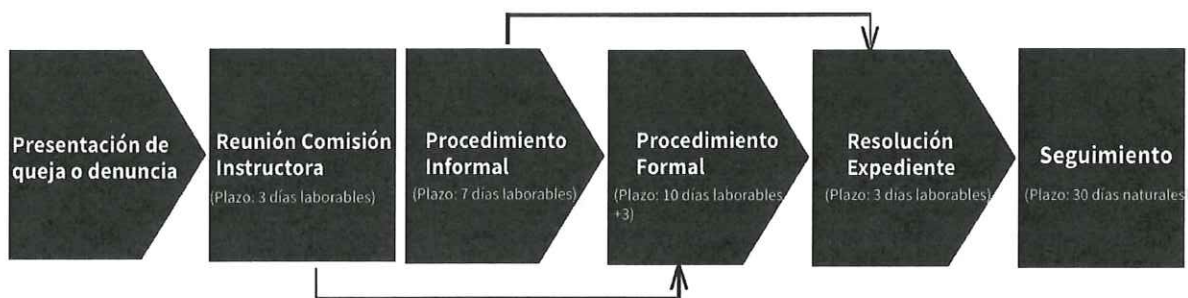 Presentación de
queja o denuncia
Reunión Comisión
Instructora
(Plazo: 3 días laborables)
Procedimiento
Informal
(Plazo: 7 días laborables)
Procedimiento
Formal
(Plazo: 10 días laborables
+3)
Resolución
Expediente
(Plazo: 3 días laborables)
Seguimiento
(Plazo: 30 días naturales